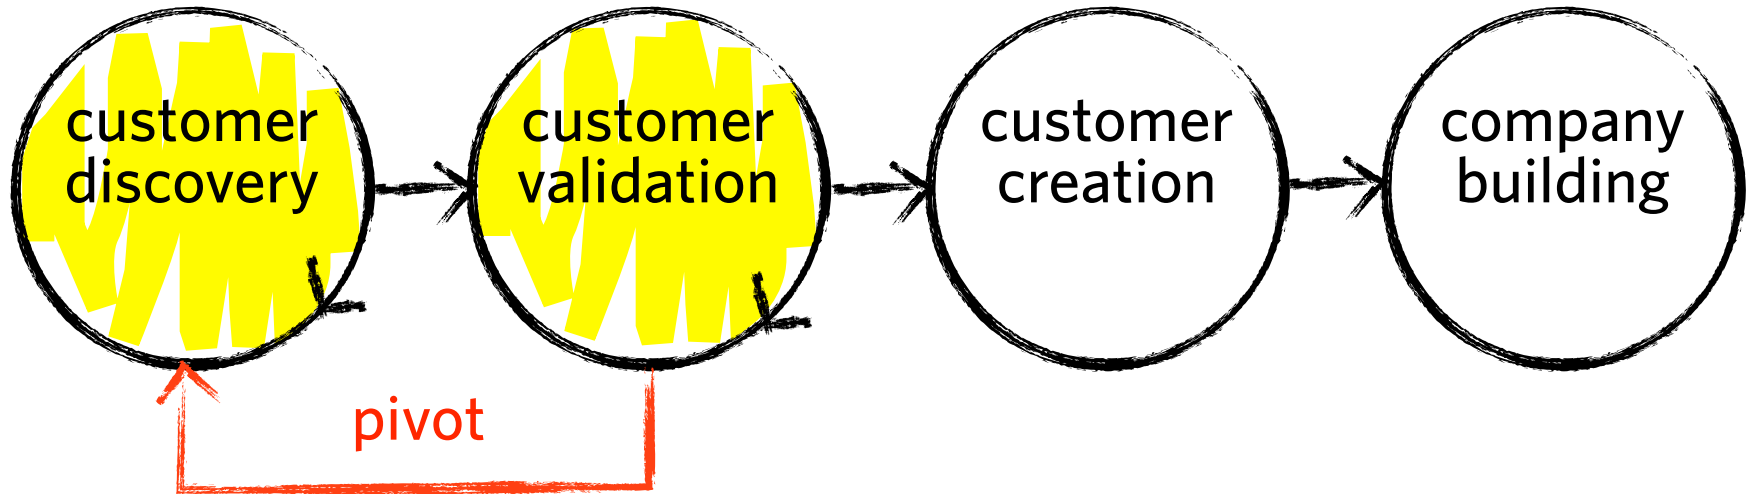 customer
discovery
customer
validation
customer
creation
company
building
pivot